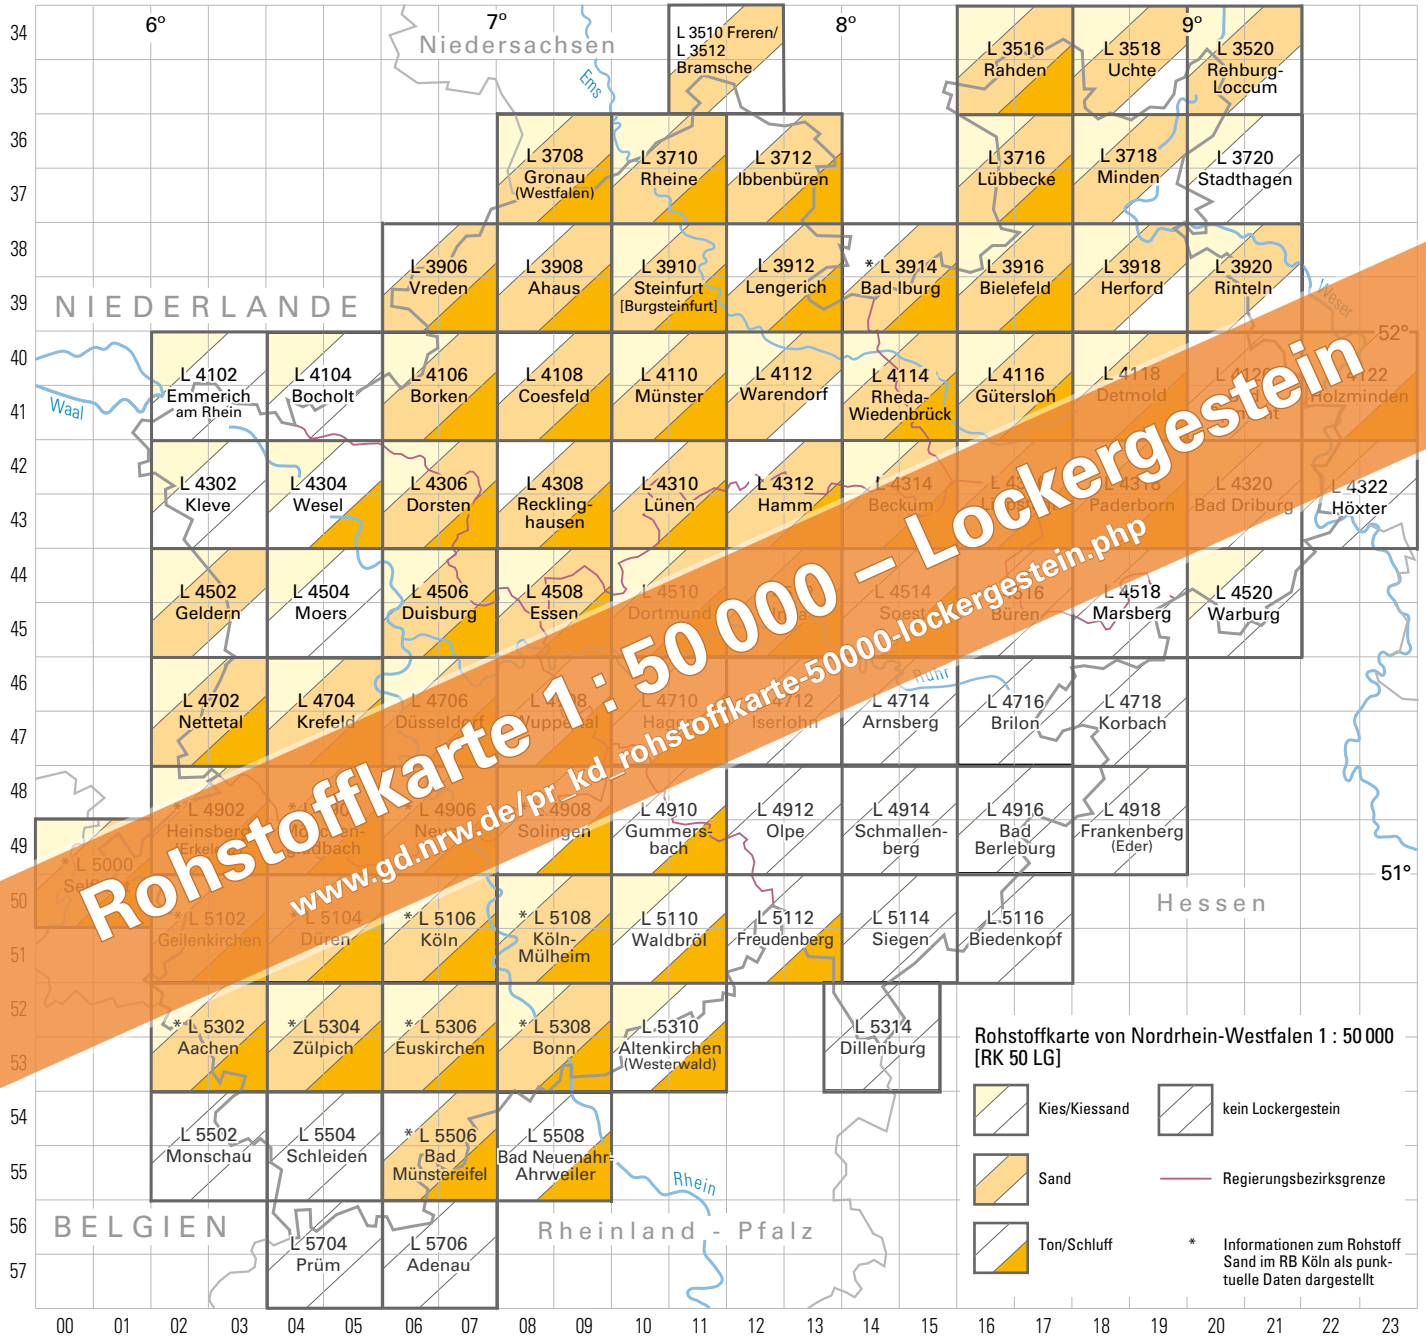 34
35
36
37
38
39
40
41
42
43
44
45
46
47
48
49
50
51
52
53
54
55
56
57
6°
7°
8°
9°
52°
51°
Niedersachsen
Ems
L 3510 Freren/
L 3512
Bramsche
L 3516
Rahden
L 3518
Uchte
L 3520
Rehburg-
Loccum
L 3708
Gronau
(Westfalen)
L 3710
Rheine
L 3712
Ibbenbüren
L 3716
Lübbecke
L 3718
Minden
L 3720
Stadthagen
NIEDERLANDE
L 3906
Vreden
L 3908
Ahaus
L 3910
Steinfurt
[Burgsteinfurt]
L 3912
Lengerich
* L 3914
Bad Iburg
L 3916
Bielefeld
L 3918
Herford
L 3920
Rinteln
Weser
Waal
L 4102
Emmerich
am Rhein
L 4104
Bocholt
L 4106
Borken
L 4108
Coesfeld
L 4110
Münster
L 4112
Warendorf
L 4114
Rheda-
Wiedenbrück
L 4116
Gütersloh
L 4118
Detmold
L 4122
Holzminden
L 4302
Kleve
L 4304
Wesel
L 4306
Dorsten
L 4308
Reckling-
hausen
L 4310
Lünen
L 4312
Hamm
L 4314
Beckum
L 4318
Paderborn
L 4320
Bad Driburg
L 4322
Höxter
L 4502
Geldern
L 4504
Moers
L 4506
Duisburg
L 4508
Essen
L 4510
Dortmund
L 4514
Soest
Büren
L 4518
Marsberg
L 4520
Warburg
L 4702
Nettetal
L 4704
Krefeld
L 4706
Düsseldorf
Wuppertal
L 4710
L 4712
Iserlohn
L 4714
Arnsberg
L 4716
Brilon
L 4718
Korbach
Ruhr
* L 4902
Heinsberg
* L 4906
* L 4908
Solingen
L 4910
Gummers-
bach
L 4912
Olpe
L 4914
Schmallen-
berg
L 4916
Bad
Berleburg
L 4918
Frankenberg
(Eder)
* L 5000
* L 5102
Geilenkirchen
* L 5104
Düren
* L 5106
Köln
* L 5108
Köln-
Mülheim
L 5110
Waldbröl
L 5112
Freudenberg
L 5114
Siegen
L 5116
Biedenkopf
Hessen
* L 5302
Aachen
* L 5304
Zülpich
* L 5306
Euskirchen
* L 5308
Bonn
L 5310
Altenkirchen
(Westerwald)
L 5314
Dillenburg
L 5502
Monschau
L 5504
Schleiden
* L 5506
Bad
Münstereifel
L 5508
Bad Neuenahr-
Ahrweiler
Rhein
BELGIEN
L 5704
Prüm
L 5706
Adenau
Rheinland - Pfalz
Rohstoffkarte 1 : 50 000 – Lockergestein
www.gd.nrw.de/pr_kd_rohstoffkarte-50000-lockergestein.php
Rohstoffkarte von Nordrhein-Westfalen 1 : 50 000
[RK 50 LG]
Kies/Kiessand
kein Lockergestein
Sand
Regierungsbezirksgrenze
Ton/Schluff
* Informationen zum Rohstoff
Sand im RB Köln als punk-
tuelle Daten dargestellt
00 01 02 03 04 05 06 07 08 09 10 11 12 13 14 15 16 17 18 19 20 21 22 23